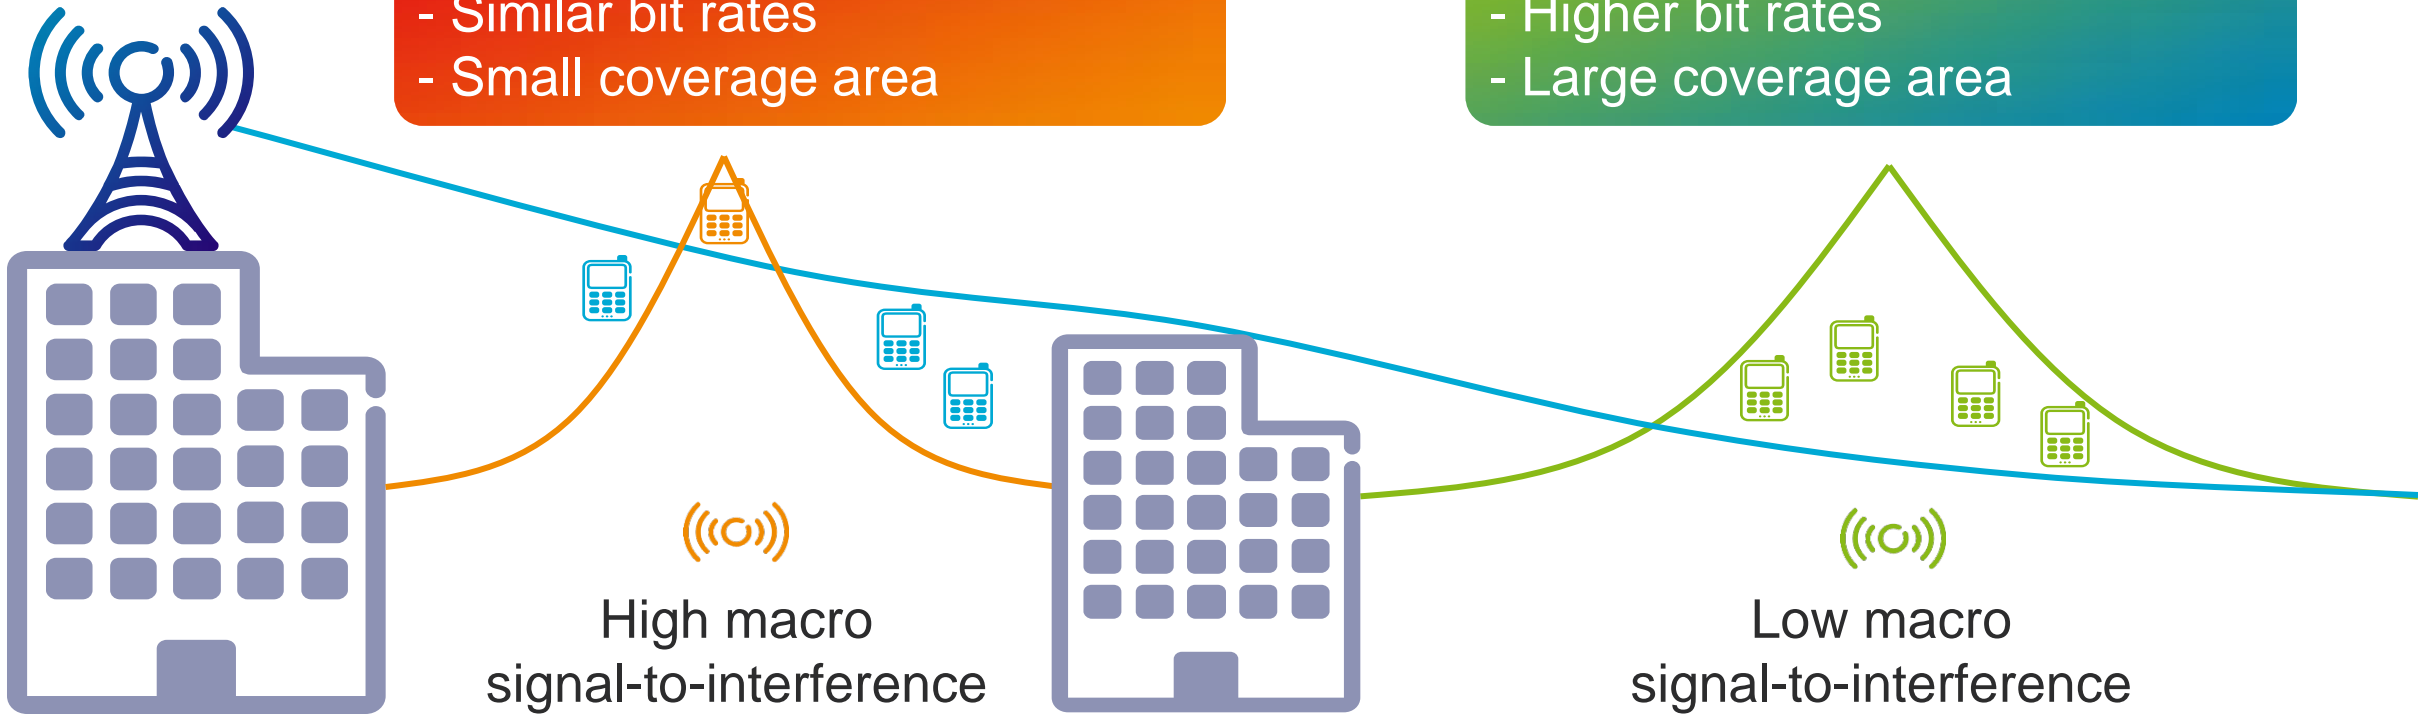 - Similar bit rates
- Small coverage area
- Higher bit rates
- Large coverage area
High macro
signal-to-interference
Low macro
signal-to-interference